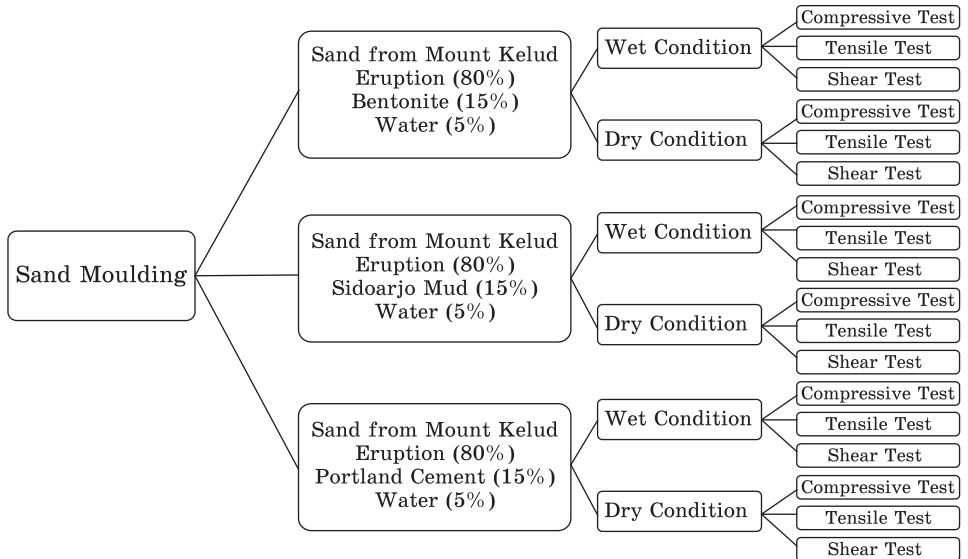 Sand Moulding
Sand from Mount Kelud
Eruption (80%)
Bentonite (15%)
Water (5%)
Wet Condition
Compressive Test
Tensile Test
Shear Test
Dry Condition
Compressive Test
Tensile Test
Shear Test
Sand from Mount Kelud
Eruption (80%)
Sidoarjo Mud (15%)
Water (5%)
Wet Condition
Compressive Test
Tensile Test
Shear Test
Dry Condition
Compressive Test
Tensile Test
Shear Test
Sand from Mount Kelud
Eruption (80%)
Portland Cement (15%)
Water (5%)
Wet Condition
Compressive Test
Tensile Test
Shear Test
Dry Condition
Compressive Test
Tensile Test
Shear Test